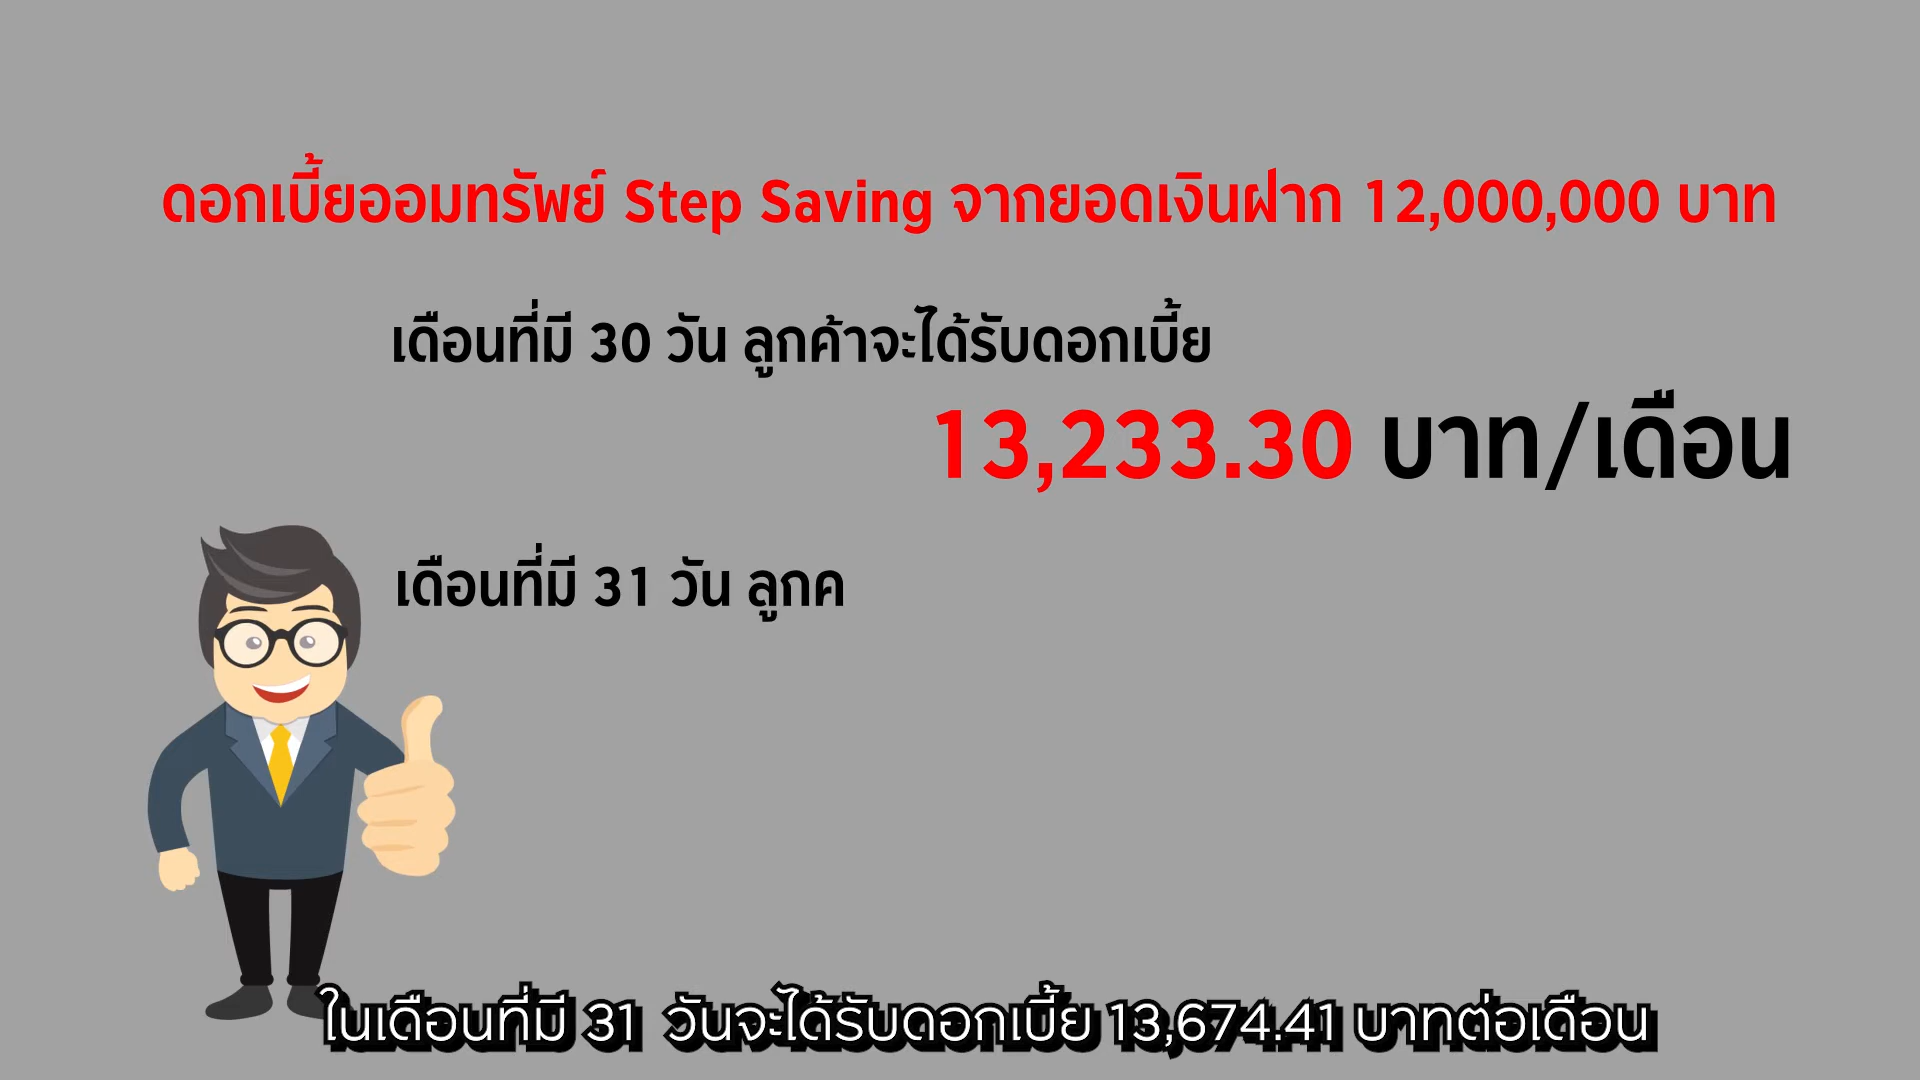 ดอกเบี้ยออมทรัพย์ Step Saving จากยอดเงินฝาก 12,000,000 บาท
เดือนที่มี 30 วัน ลูกค้าจะได้รับดอกเบี้ย
13,233.30 บาท/เดือน
เดือนที่มี 31 วัน ลูกค
ในเดือนที่มี 31 วันจะได้รับดอกเบี้ย 13,674.41 บาทต่อเดือน